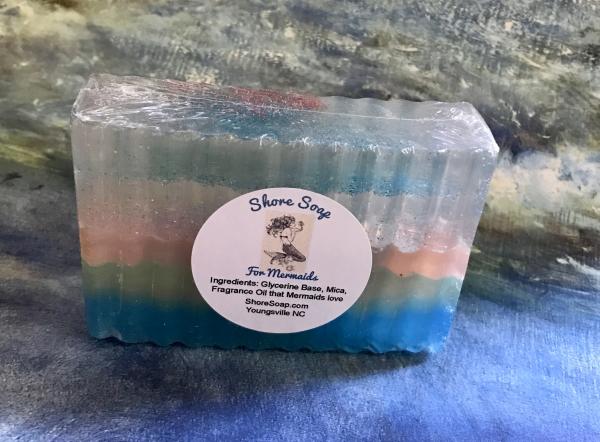 Shore Soap
For Mermaids
Ingredients: Glycerine Base, Mica,
Fragrance Oil that Mermaids love
ShoreSoap.com
Youngsville NC